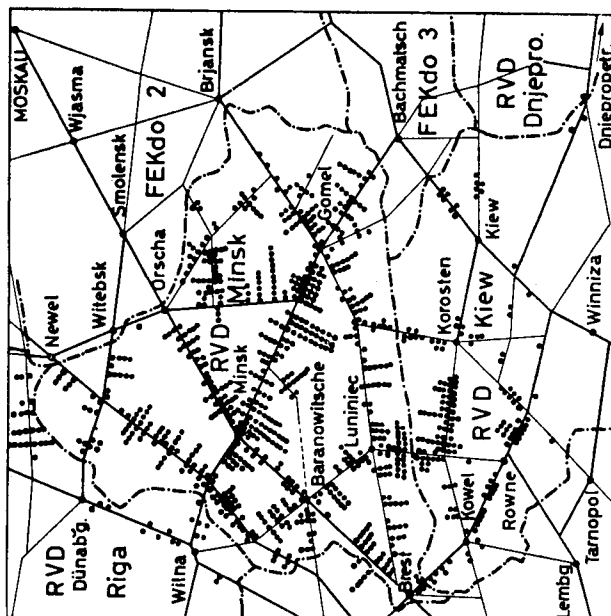 MOSKAU
RVD
Dünabg.
Riga
Newel
Wjasma
Witebsk
Smolensk
FEKdo 2
Orscha
Wilna
Brjansk
RVD
Minsk
Minsk
Baranowitsche
Gomel
Luniniec
Bachmatsch
Brest
FEKdo 3
Korosten
Kowel
RVD Kiew
Kiew
RVD
Dnjepro.
Rowne
Lembg.
Tarnopol
Winniza
Dnjepropetr.